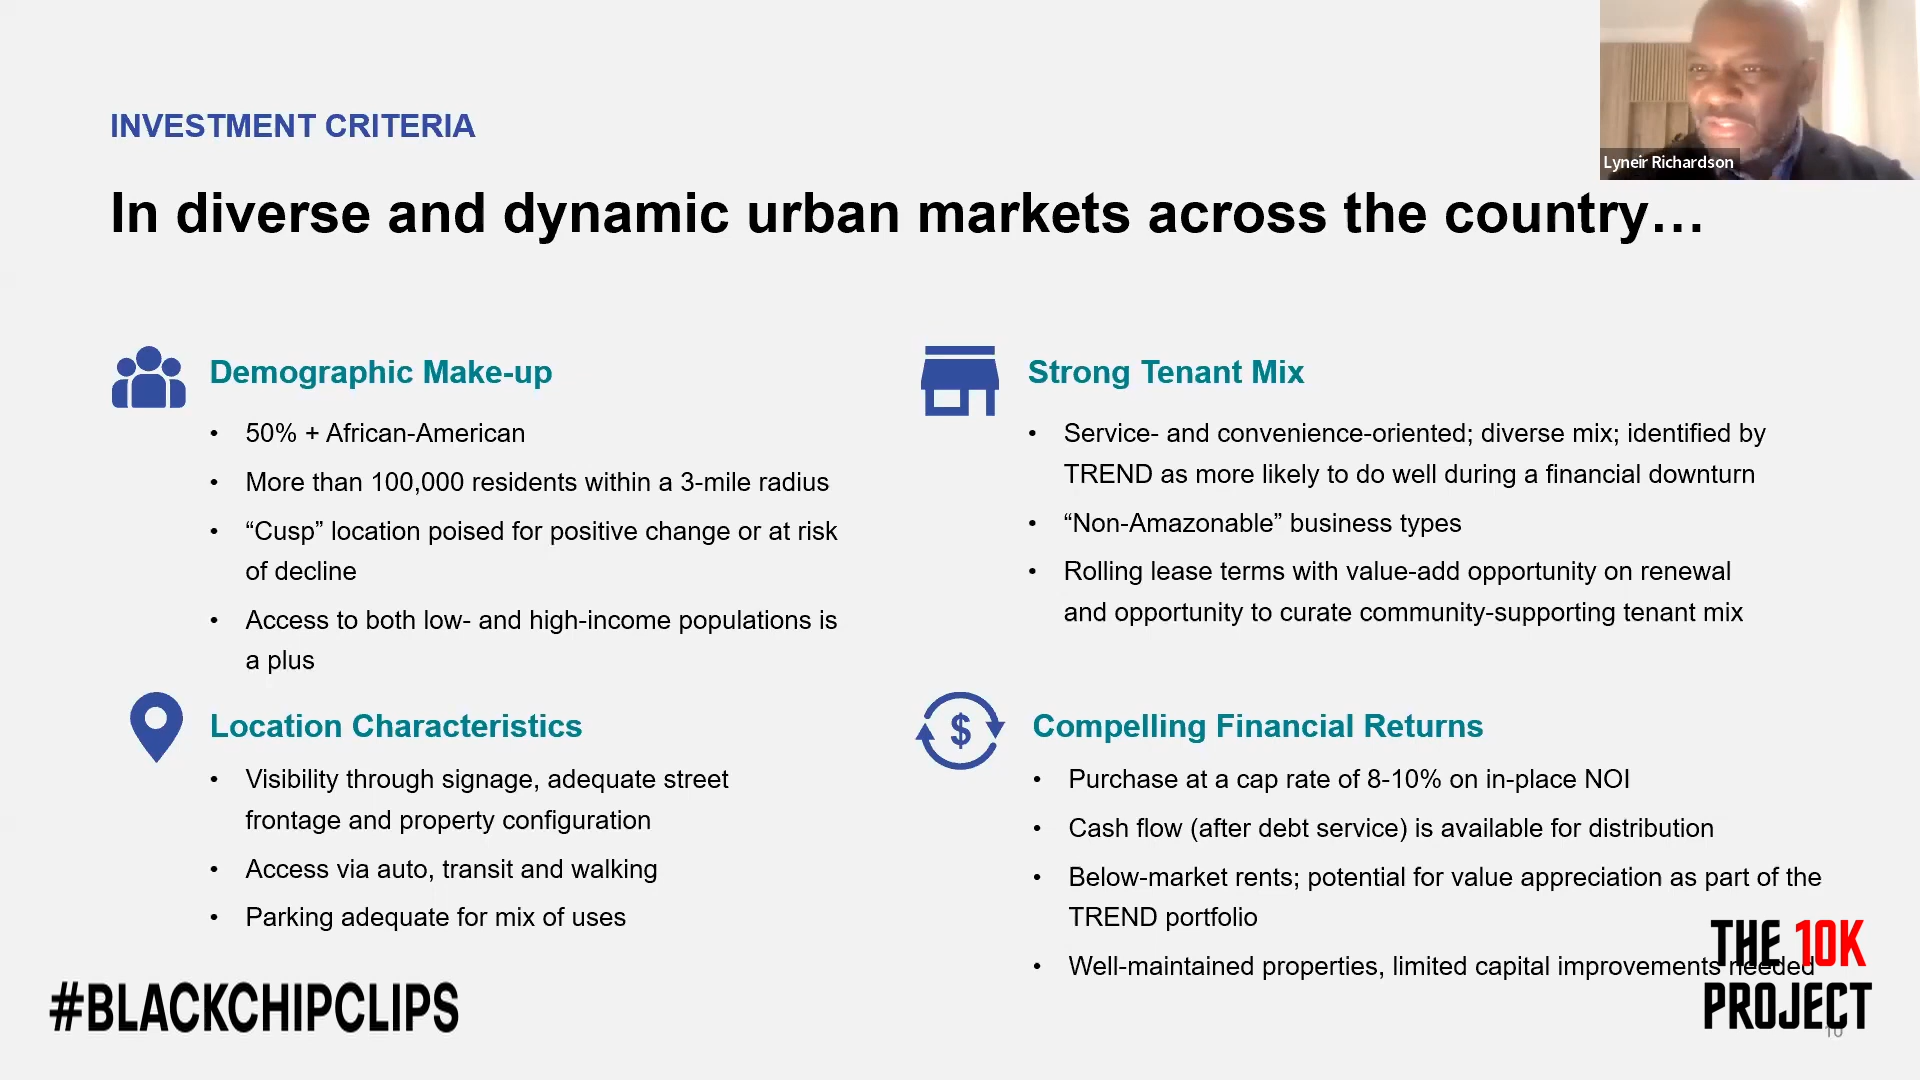 Lyneir Richardson
INVESTMENT CRITERIA
In diverse and dynamic urban markets across the country…
Demographic Make-up
• 50% + African-American
• More than 100,000 residents within a 3-mile radius
• “Cusp” location poised for positive change or at risk
of decline
• Access to both low- and high-income populations is
a plus
Strong Tenant Mix
• Service- and convenience-oriented; diverse mix; identified by
TREND as more likely to do well during a financial downturn
• “Non-Amazonable” business types
• Rolling lease terms with value-add opportunity on renewal
and opportunity to curate community-supporting tenant mix
Location Characteristics
• Visibility through signage, adequate street
frontage and property configuration
• Access via auto, transit and walking
• Parking adequate for mix of uses
$
Compelling Financial Returns
• Purchase at a cap rate of 8-10% on in-place NOI
• Cash flow (after debt service) is available for distribution
• Below-market rents; potential for value appreciation as part of the
TREND portfolio
• Well-maintained properties, limited capital improvements needed
#BLACKCHIPCLIPS
THE 10K
PROJECT
10